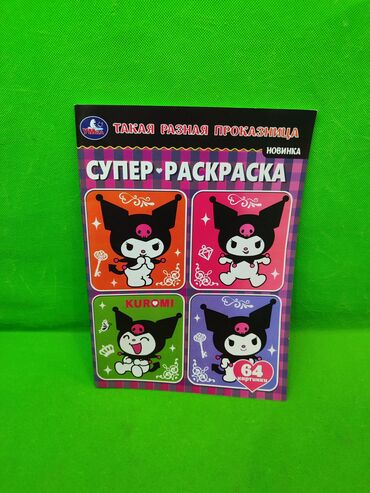 УМКА
ТАКАЯ РАЗНАЯ ПРОКАЗНИЦА
НОВИНКА
СУПЕР♥РАСКРАСКА
KUROMI
64
картинки